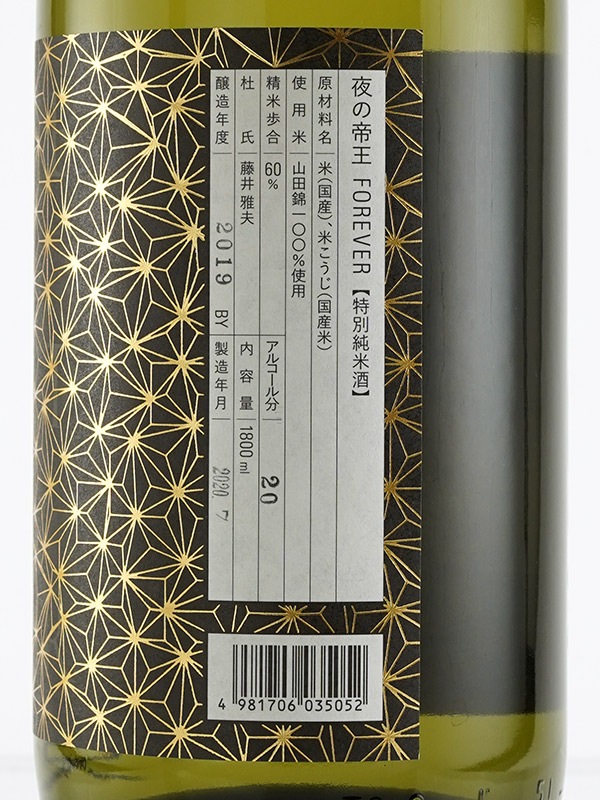 夜の帝王 FOREVER【特別純米酒】
原材料名 米(国産)、米こうじ(国産米)
使用米 山田錦一〇〇%使用
精米歩合 60% アルコール分 20
杜氏 藤井雅夫 内容量 1800ml
醸造年度 2019 BY 製造年月 2020.7
4 981706 035052